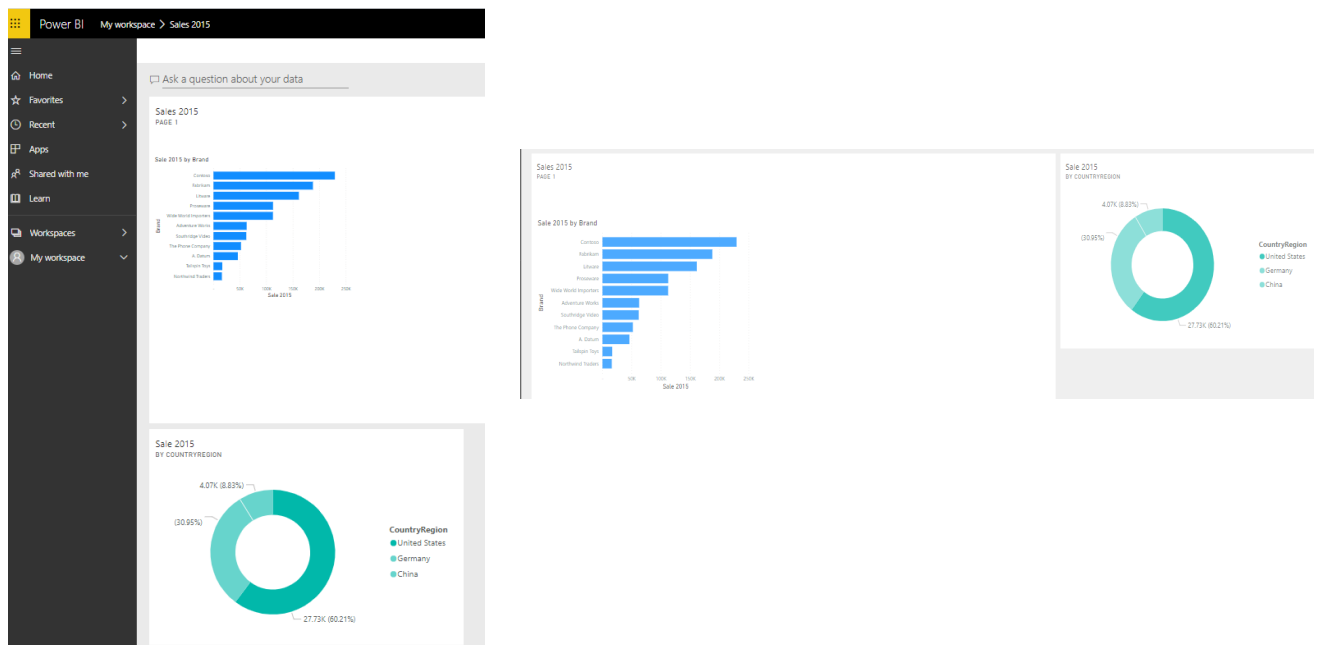 Power BI My workspace > Sales 2015
Home
Favorites
Recent
Apps
Shared with me
Learn
Workspaces
My workspace
Ask a question about your data
Sales 2015
PAGE 1
Sale 2015 by Brand
Contoso
Fabrikam
Litware
Proseware
Wide World Importers
Adventure Works
Southridge Video
The Phone Company
A. Datum
Tailspin Toys
Northwind Traders
Brand
50K 100K 150K 200K 250K
Sale 2015
Sale 2015
BY COUNTRYREGION
4.07K (8.83%)
(30.95%)
27.73K (60.21%)
CountryRegion
United States
Germany
China
Sales 2015
PAGE 1
Sale 2015 by Brand
Contoso
Fabrikam
Litware
Proseware
Wide World Importers
Adventure Works
Southridge Video
The Phone Company
A. Datum
Tailspin Toys
Northwind Traders
Brand
50K 100K 150K 200K 250K
Sale 2015
Sale 2015
BY COUNTRYREGION
4.07K (8.83%)
(30.95%)
27.73K (60.21%)
CountryRegion
United States
Germany
China